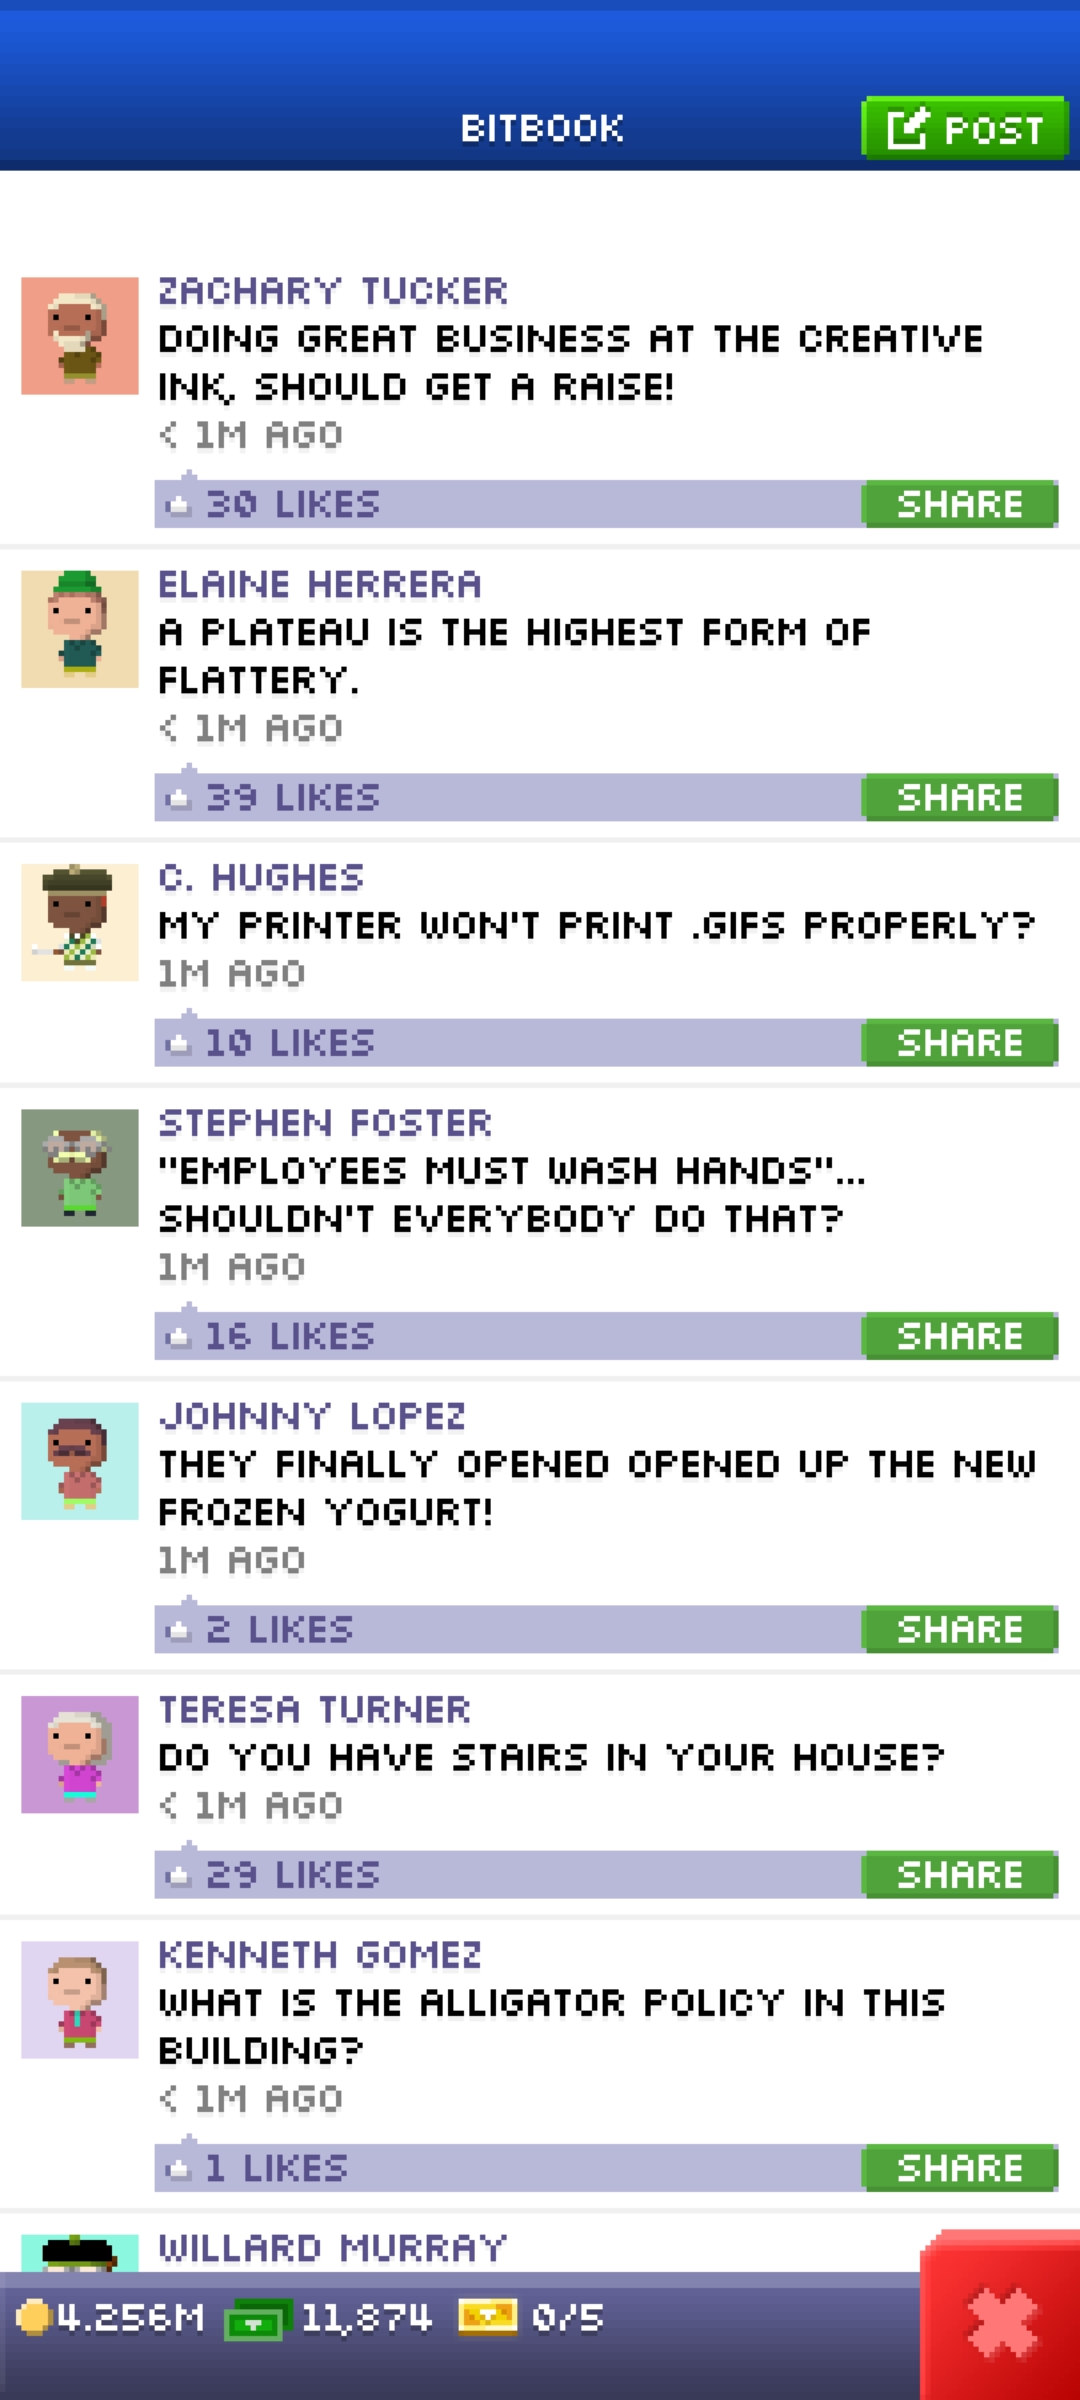 BITBOOK
POST
ZACHARY TUCKER
DOING GREAT BUSINESS AT THE CREATIVE
INK, SHOULD GET A RAISE!
< 1M AGO
30 LIKES
SHARE
ELAINE HERRERA
A PLATEAU IS THE HIGHEST FORM OF
FLATTERY.
< 1M AGO
39 LIKES
SHARE
C. HUGHES
MY PRINTER WON'T PRINT .GIFS PROPERLY?
1M AGO
10 LIKES
SHARE
STEPHEN FOSTER
"EMPLOYEES MUST WASH HANDS"...
SHOULDN'T EVERYBODY DO THAT?
1M AGO
16 LIKES
SHARE
JOHNNY LOPEZ
THEY FINALLY OPENED OPENED UP THE NEW
FROZEN YOGURT!
1M AGO
2 LIKES
SHARE
TERESA TURNER
DO YOU HAVE STAIRS IN YOUR HOUSE?
< 1M AGO
29 LIKES
SHARE
KENNETH GOMEZ
WHAT IS THE ALLIGATOR POLICY IN THIS
BUILDING?
< 1M AGO
1 LIKES
SHARE
WILLARD MURRAY
4.256M 11,874 0/5